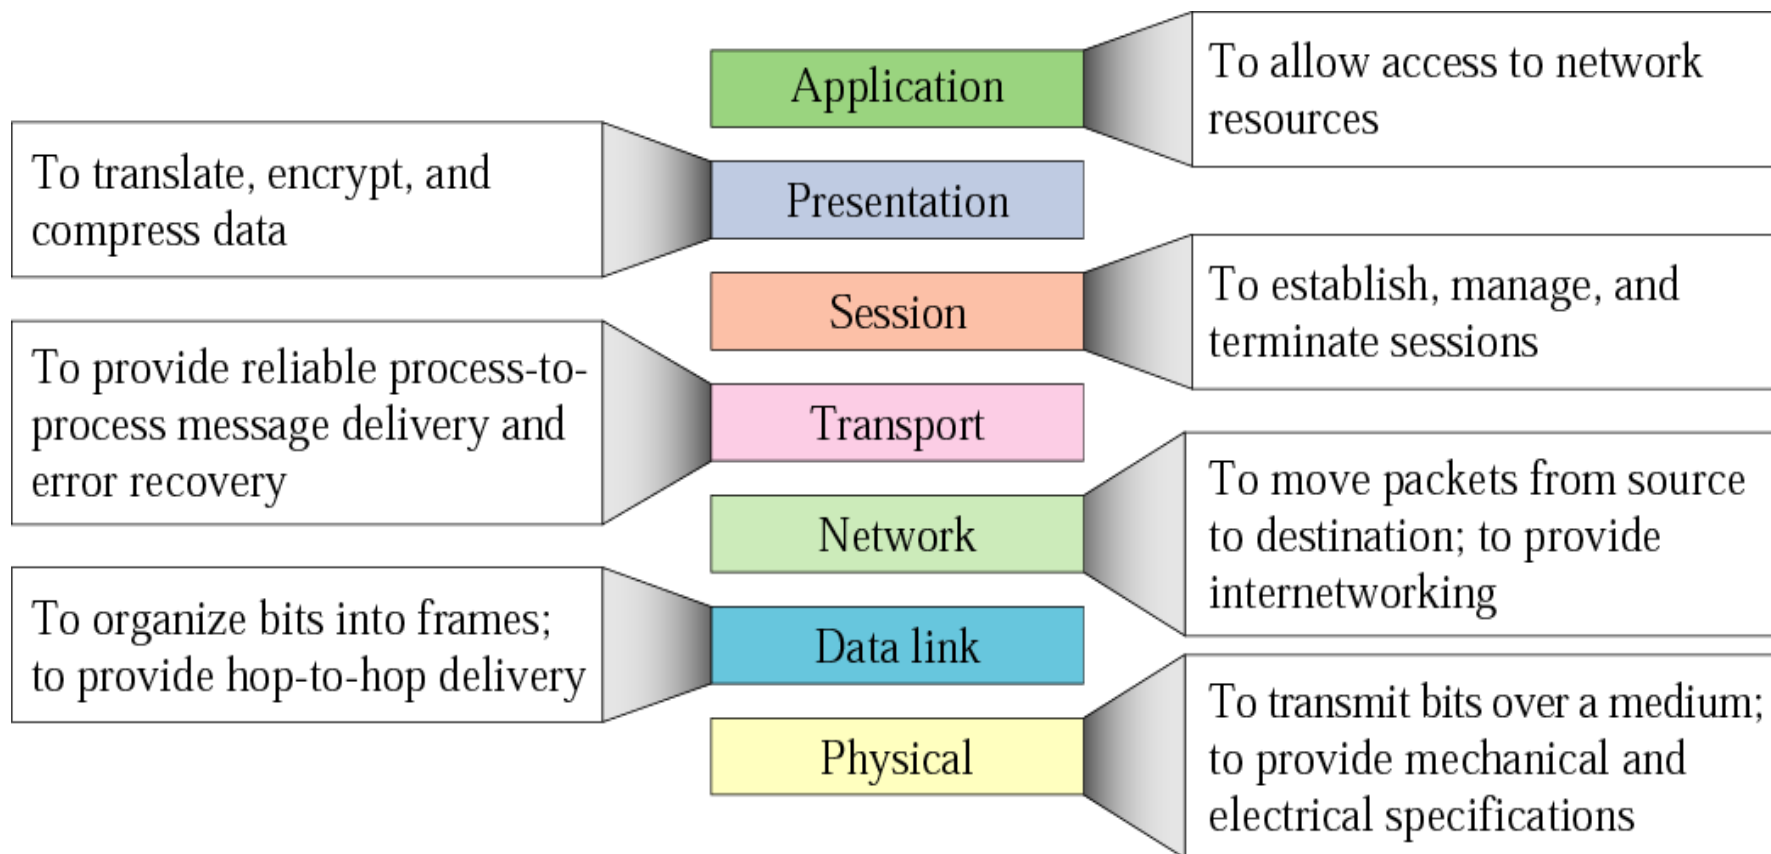 Application
To allow access to network
resources
To translate, encrypt, and
compress data
Presentation
Session
To establish, manage, and
terminate sessions
To provide reliable process-to-
process message delivery and
error recovery
Transport
Network
To move packets from source
to destination; to provide
internetworking
To organize bits into frames;
to provide hop-to-hop delivery
Data link
Physical
To transmit bits over a medium;
to provide mechanical and
electrical specifications